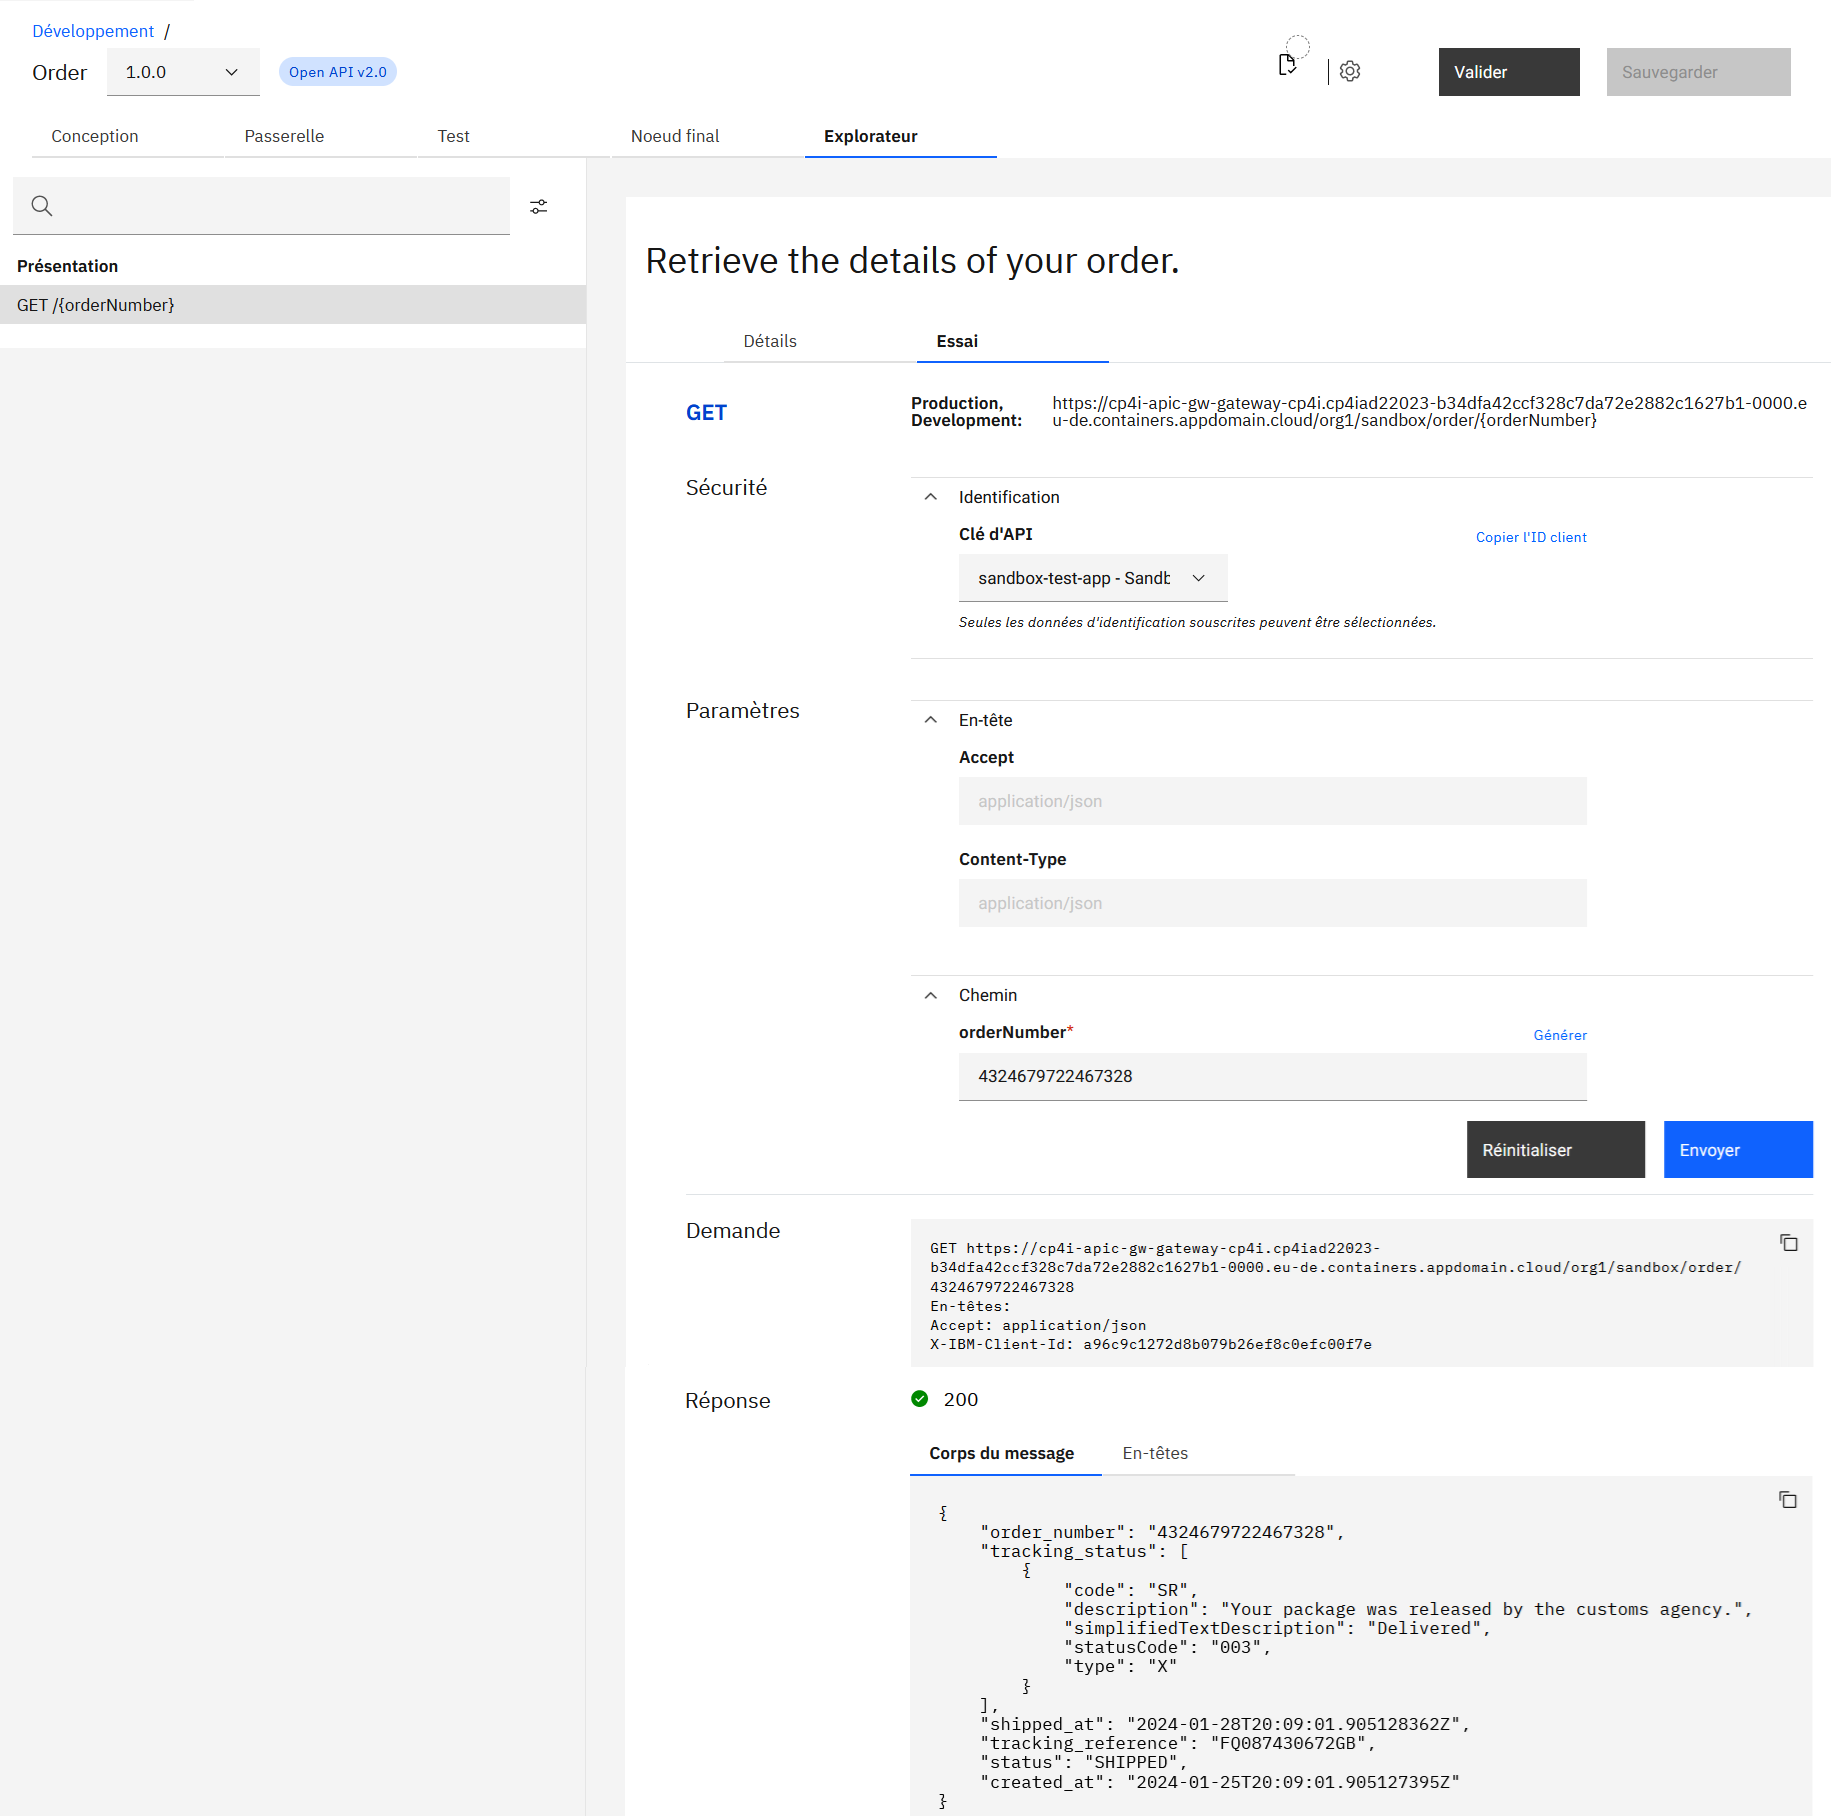 Développement /
Order
1.0.0
Open API v2.0
Valider
Sauvegarder
Conception
Passerelle
Test
Noeud final
Explorateur
Présentation
GET /{orderNumber}
Retrieve the details of your order.
Détails
Essai
GET
Production, Development:
https://cp4i-apic-gw-gateway-cp4i.cp4iad22023-b34dfa42ccf328c7da72e2882c1627b1-0000.e
u-de.containers.appdomain.cloud/org1/sandbox/order/{orderNumber}
Sécurité
Identification
Clé d'API
Copier l'ID client
sandbox-test-app - Sandb
Seules les données d'identification souscrites peuvent être sélectionnées.
Paramètres
En-tête
Accept
application/json
Content-Type
application/json
Chemin
orderNumber*
Générer
4324679722467328
Réinitialiser
Envoyer
Demande
GET https://cp4i-apic-gw-gateway-cp4i.cp4iad22023-
b34dfa42ccf328c7da72e2882c1627b1-0000.eu-de.containers.appdomain.cloud/org1/sandbox/order/
4324679722467328
En-têtes:
Accept: application/json
X-IBM-Client-Id: a96c9c1272d8b079b26ef8c0efc00f7e
Réponse
200
Corps du message
En-têtes
{
"order_number": "4324679722467328",
"tracking_status": [
{
"code": "SR",
"description": "Your package was released by the customs agency.",
"simplifiedTextDescription": "Delivered",
"statusCode": "003",
"type": "X"
}
],
"shipped_at": "2024-01-28T20:09:01.905128362Z",
"tracking_reference": "FQ087430672GB",
"status": "SHIPPED",
"created_at": "2024-01-25T20:09:01.905127395Z"
}